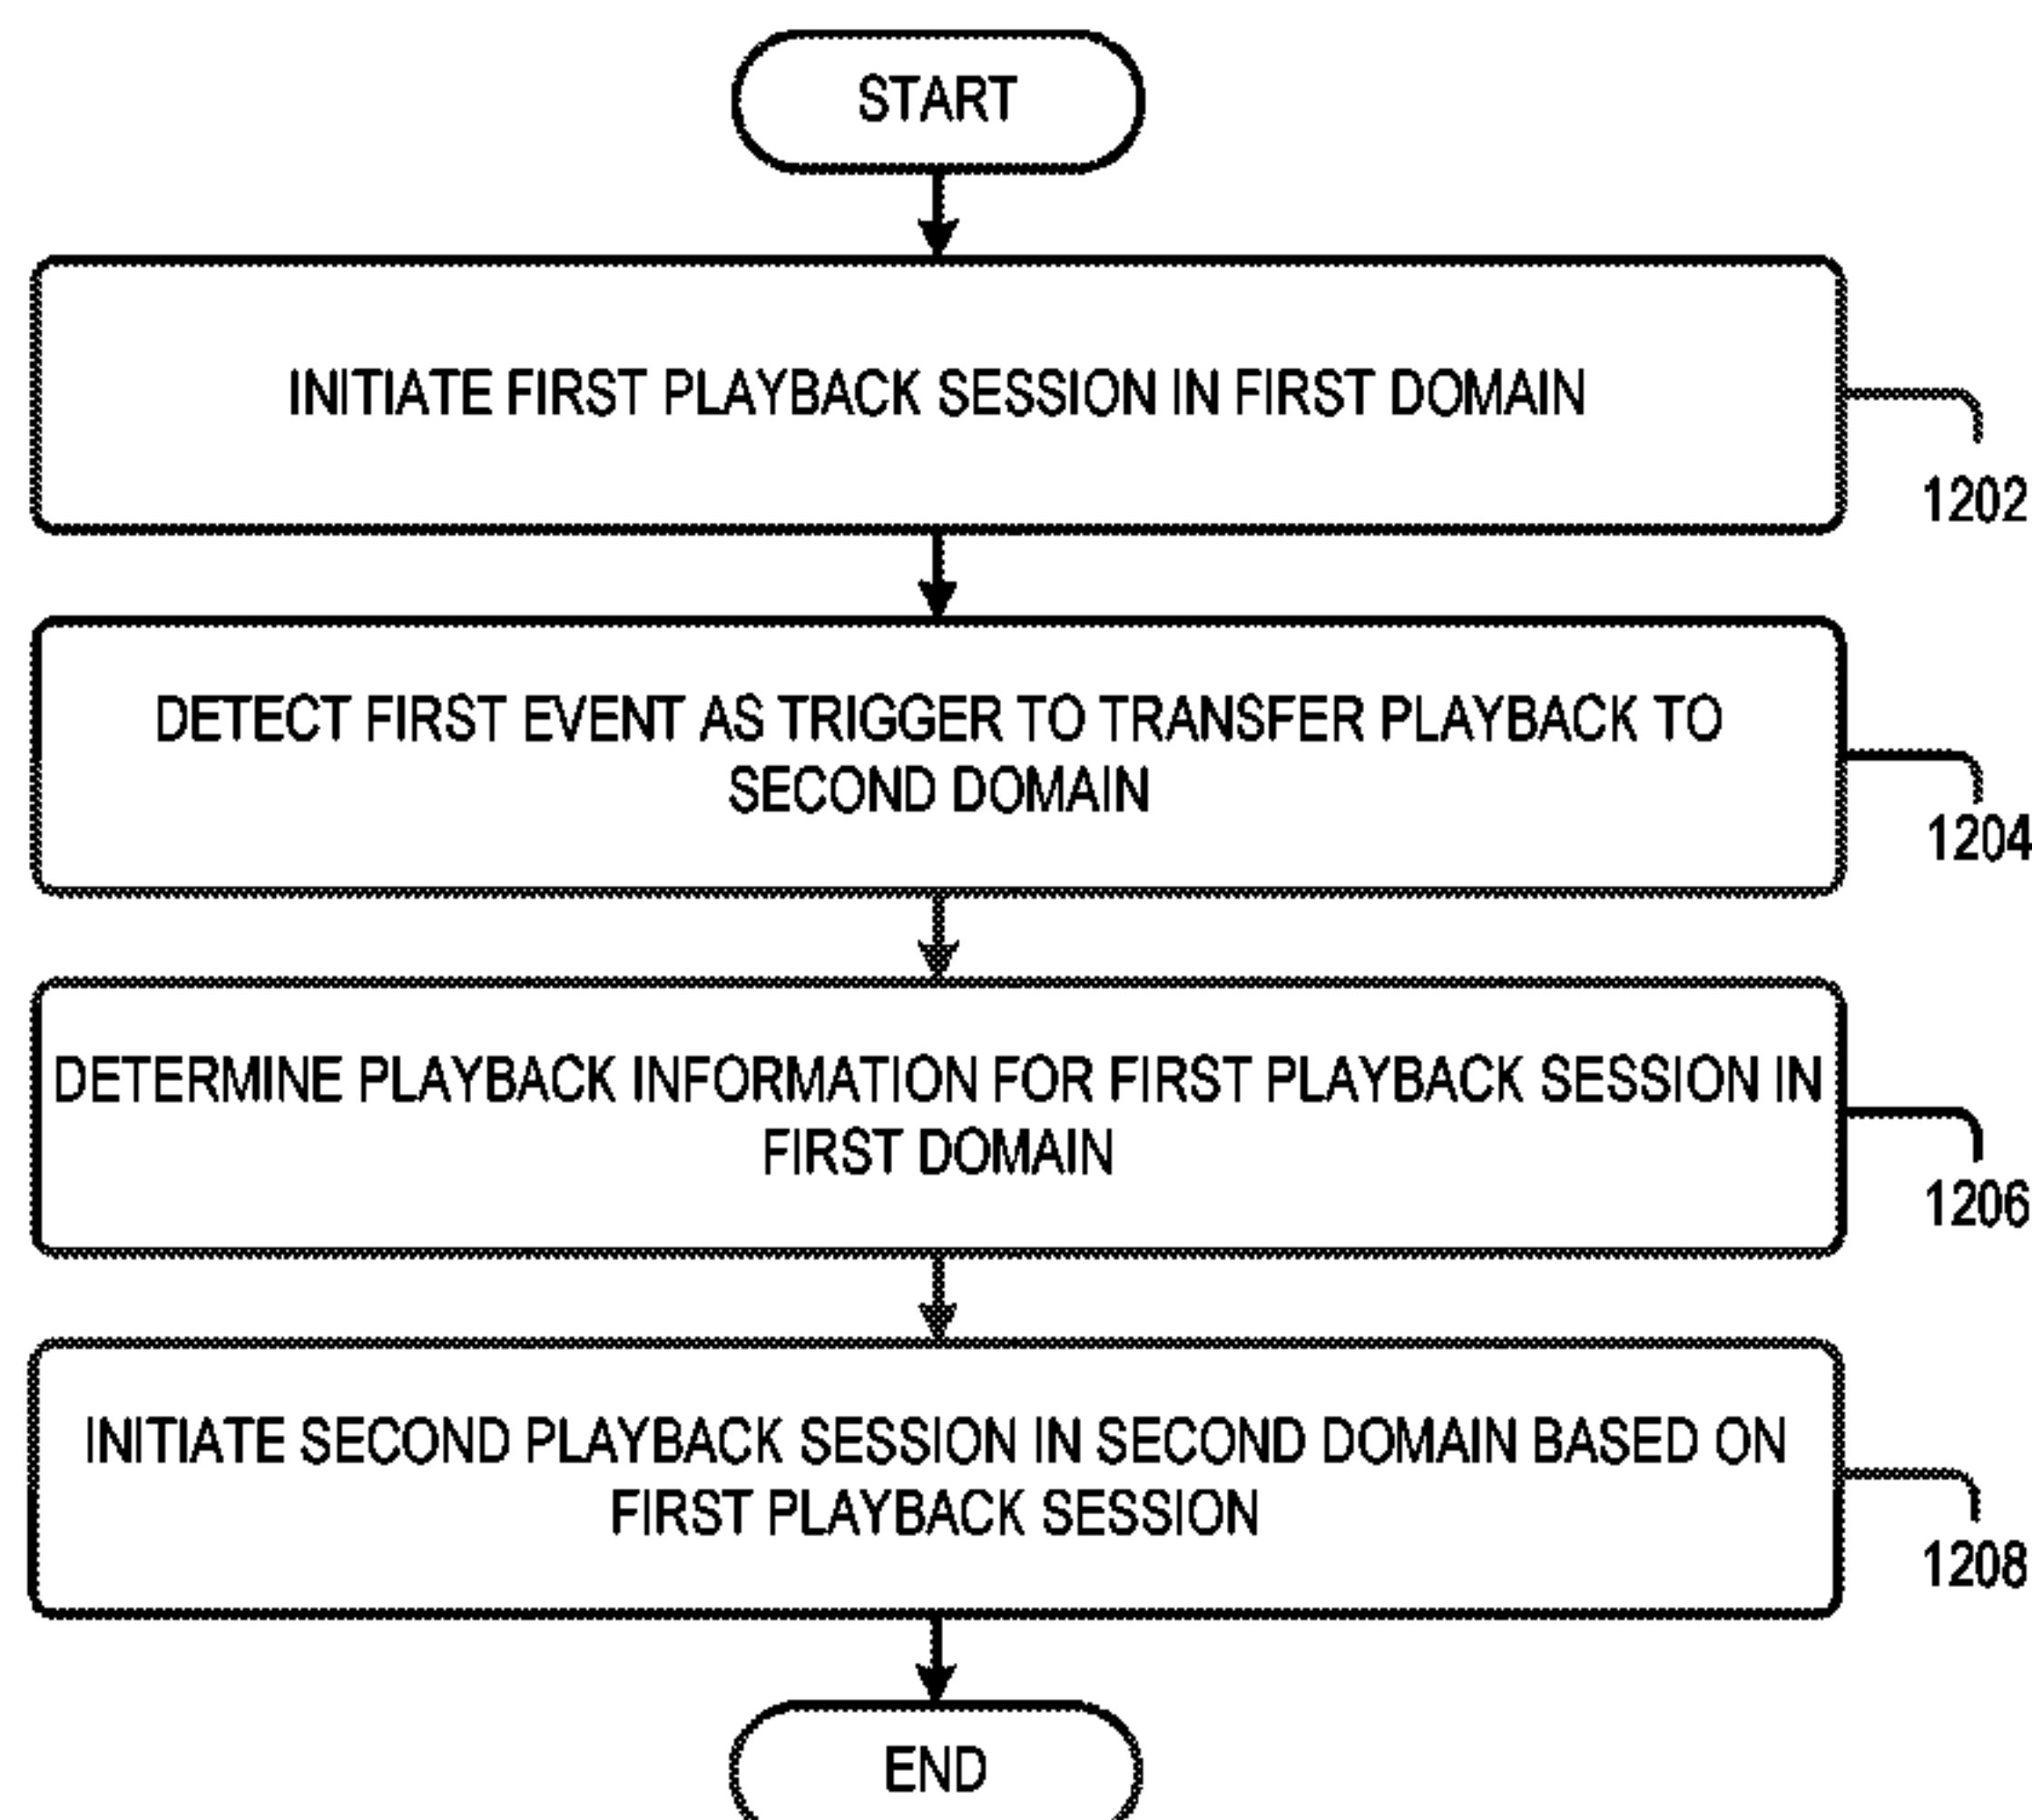 START
INITIATE FIRST PLAYBACK SESSION IN FIRST DOMAIN
1202
DETECT FIRST EVENT AS TRIGGER TO TRANSFER PLAYBACK TO
SECOND DOMAIN
1204
DETERMINE PLAYBACK INFORMATION FOR FIRST PLAYBACK SESSION IN
FIRST DOMAIN
1206
INITIATE SECOND PLAYBACK SESSION IN SECOND DOMAIN BASED ON
FIRST PLAYBACK SESSION
1208
END